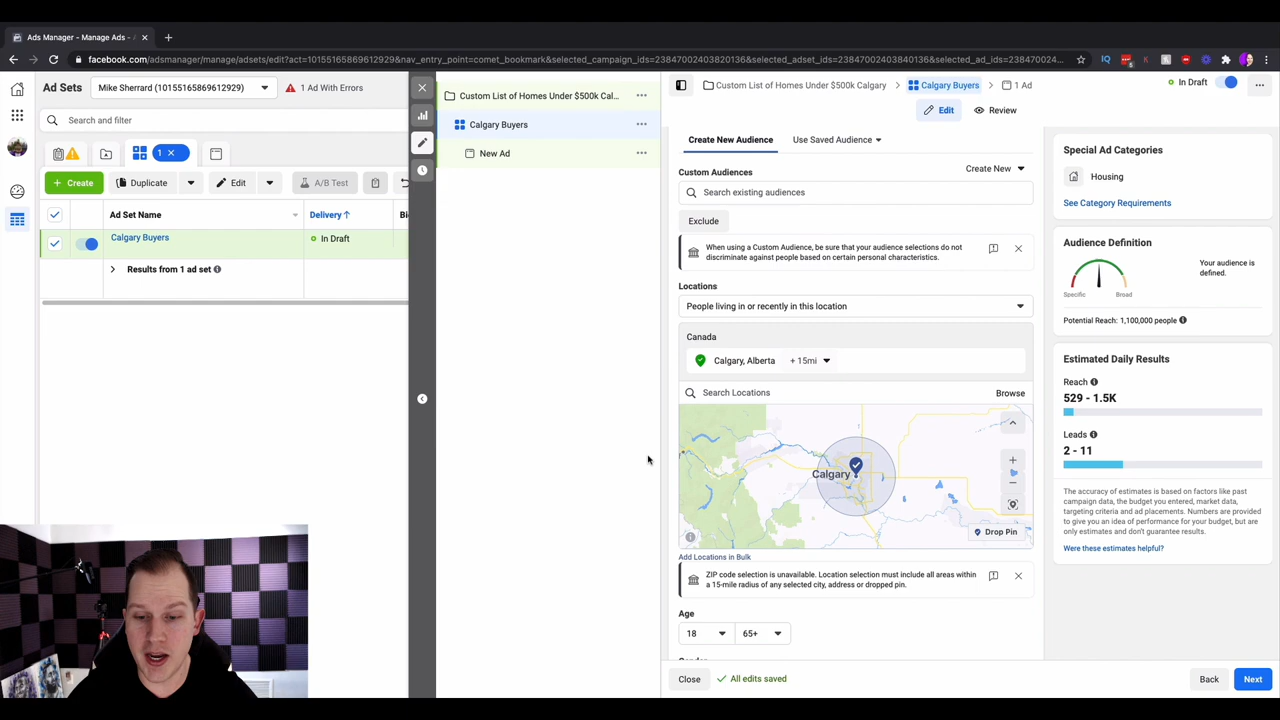 Ads Manager - Manage Ads -
facebook.com/adsmanager/manage/adsets/edit?act=10155165869612929&nav_entry_point=comet_bookmark&selected_campaign_ids=23847002403820136&selected_adset_ids=23847002403840136&selected_ad_ids=238470024...
Ad Sets
Mike Sherrard (10155165869612929)
1 Ad With Errors
Search and filter
1
Create
Duplicate
Edit
A/B Test
Ad Set Name
Delivery
Calgary Buyers
In Draft
Results from 1 ad set
Custom List of Homes Under $500k Cal...
Calgary Buyers
New Ad
Custom List of Homes Under $500k Calgary
Calgary Buyers
1 Ad
In Draft
Edit
Review
Create New Audience
Use Saved Audience
Custom Audiences
Create New
Search existing audiences
Exclude
When using a Custom Audience, be sure that your audience selections do not
discriminate against people based on certain personal characteristics.
Locations
People living in or recently in this location
Canada
Calgary, Alberta + 15mi
Search Locations
Browse
Calgary
Drop Pin
Add Locations in Bulk
ZIP code selection is unavailable. Location selection must include all areas within
a 15-mile radius of any selected city, address or dropped pin.
Age
18
65+
Close
All edits saved
Back
Next
Special Ad Categories
Housing
See Category Requirements
Audience Definition
Your audience is
defined.
Specific
Broad
Potential Reach: 1,100,000 people
Estimated Daily Results
Reach
529 - 1.5K
Leads
2 - 11
The accuracy of estimates is based on factors like past
campaign data, the budget you entered, market data,
targeting criteria and ad placements. Numbers are provided
to give you an idea of performance for your budget, but are
only estimates and don't guarantee results.
Were these estimates helpful?